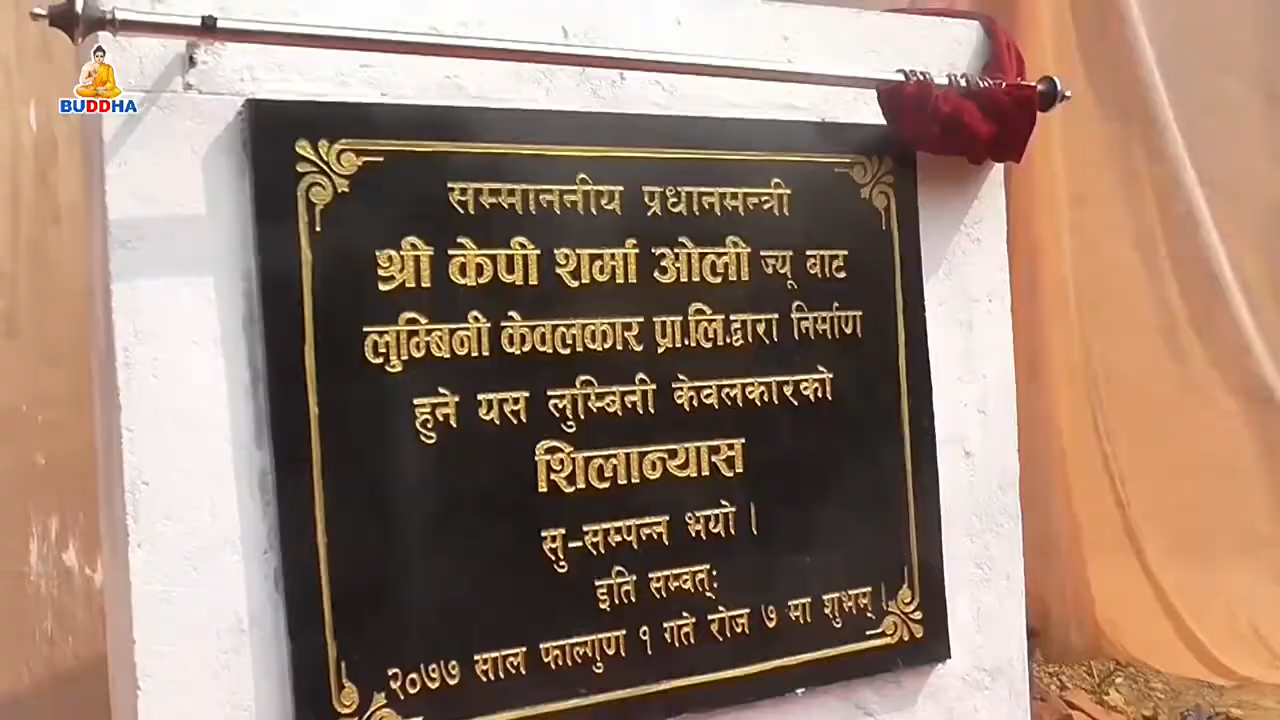 BUDDHA
सम्माननीय प्रधानमन्त्री
श्री केपी शर्मा ओली ज्यू बाट
लुम्बिनी केवलकार प्रा.लि.द्वारा निर्माण
हुने यस लुम्बिनी केवलकारको
शिलान्यास
सु-सम्पन्न भयो ।
इति सम्वत्ः
२०७७ साल फाल्गुण १ गते रोज ७ मा शुभम् ।